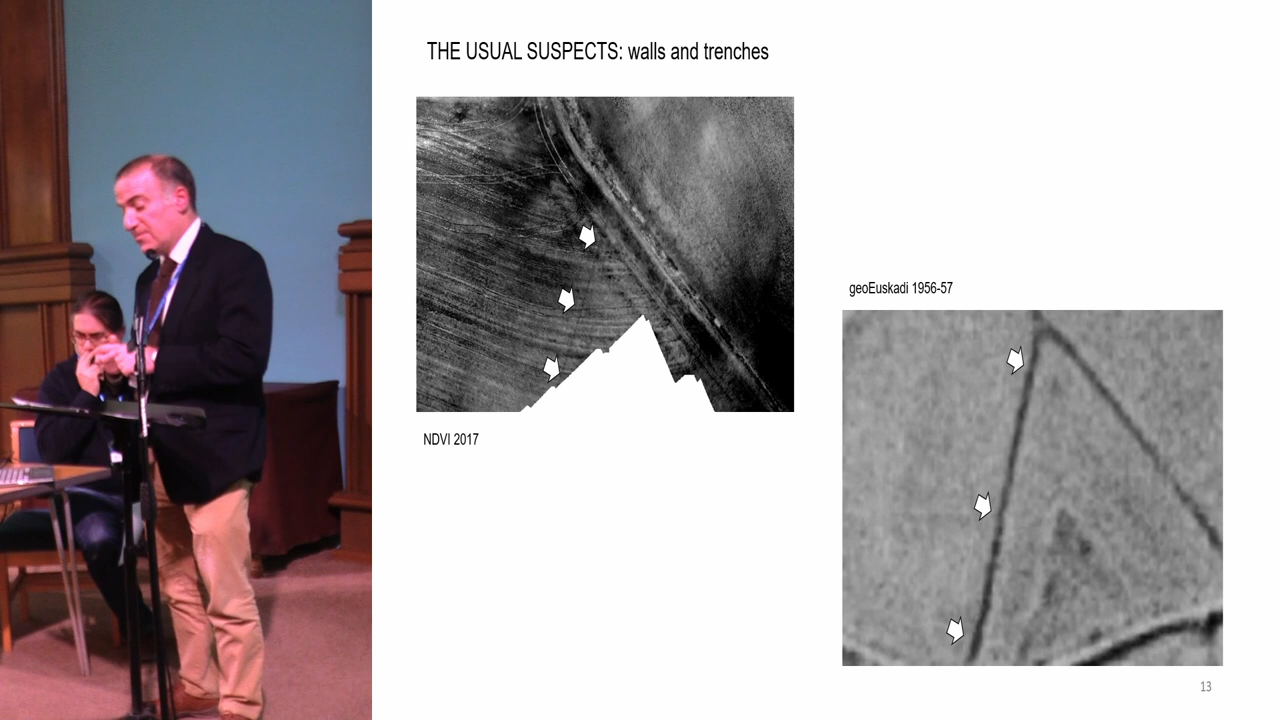 THE USUAL SUSPECTS: walls and trenches
geoEuskadi 1956-57
NDVI 2017
13